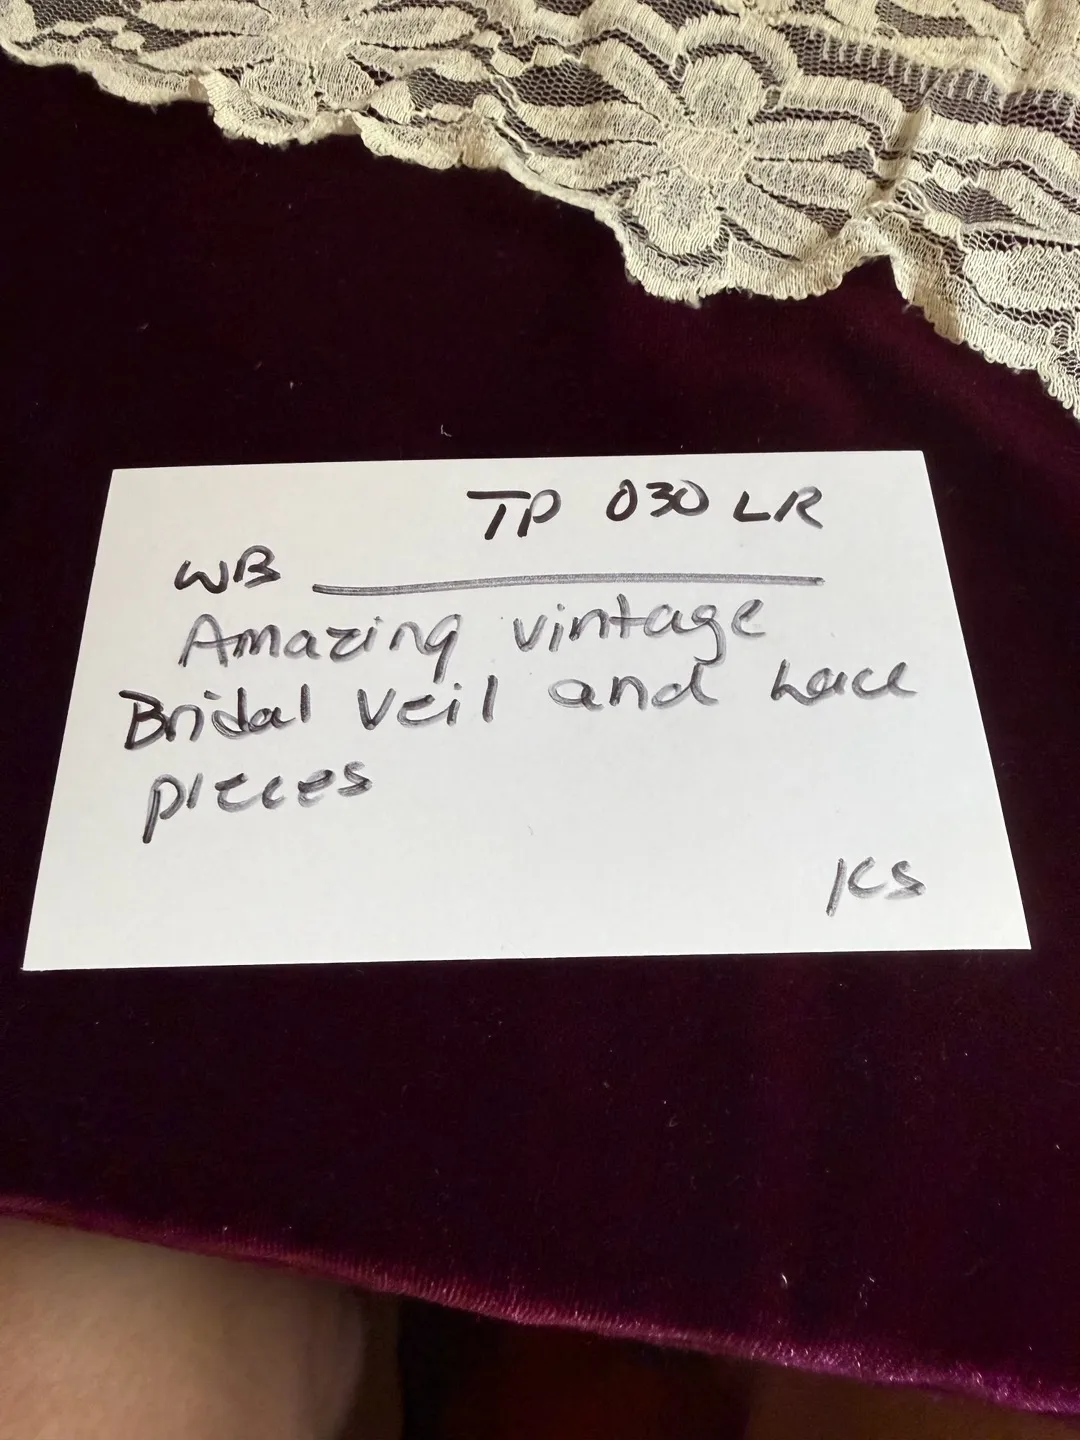 TP 030 LR
WB
Amazing vintage
Bridal Veil and Lace
pieces
KS